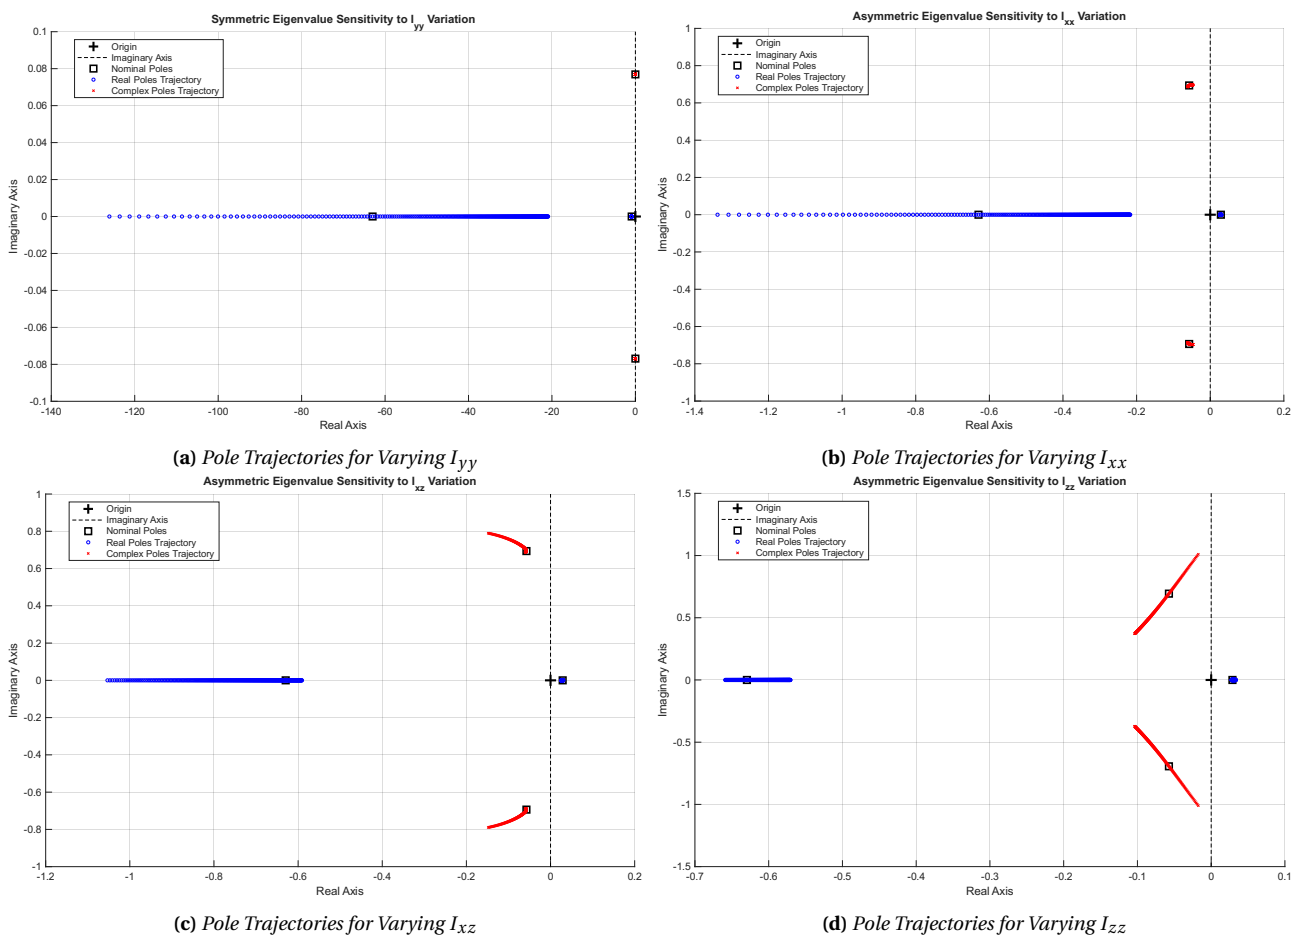 Symmetric Eigenvalue Sensitivity to I_yy Variation
Origin
Imaginary Axis
Nominal Poles
Real Poles Trajectory
Complex Poles Trajectory
0.1
0.08
0.06
0.04
0.02
0
-0.02
-0.04
-0.06
-0.08
-0.1
Imaginary Axis
-140 -120 -100 -80 -60 -40 -20 0
Real Axis
(a) Pole Trajectories for Varying I_yy
Asymmetric Eigenvalue Sensitivity to I_xx Variation
Origin
Imaginary Axis
Nominal Poles
Real Poles Trajectory
Complex Poles Trajectory
1
0.8
0.6
0.4
0.2
0
-0.2
-0.4
-0.6
-0.8
-1
Imaginary Axis
-1.4 -1.2 -1 -0.8 -0.6 -0.4 -0.2 0 0.2
Real Axis
(b) Pole Trajectories for Varying I_xx
Asymmetric Eigenvalue Sensitivity to I_xz Variation
Origin
Imaginary Axis
Nominal Poles
Real Poles Trajectory
Complex Poles Trajectory
1
0.8
0.6
0.4
0.2
0
-0.2
-0.4
-0.6
-0.8
-1
Imaginary Axis
-1.2 -1 -0.8 -0.6 -0.4 -0.2 0 0.2
Real Axis
(c) Pole Trajectories for Varying I_xz
Asymmetric Eigenvalue Sensitivity to I_zz Variation
Origin
Imaginary Axis
Nominal Poles
Real Poles Trajectory
Complex Poles Trajectory
1.5
1
0.5
0
-0.5
-1
-1.5
Imaginary Axis
-0.7 -0.6 -0.5 -0.4 -0.3 -0.2 -0.1 0 0.1
Real Axis
(d) Pole Trajectories for Varying I_zz